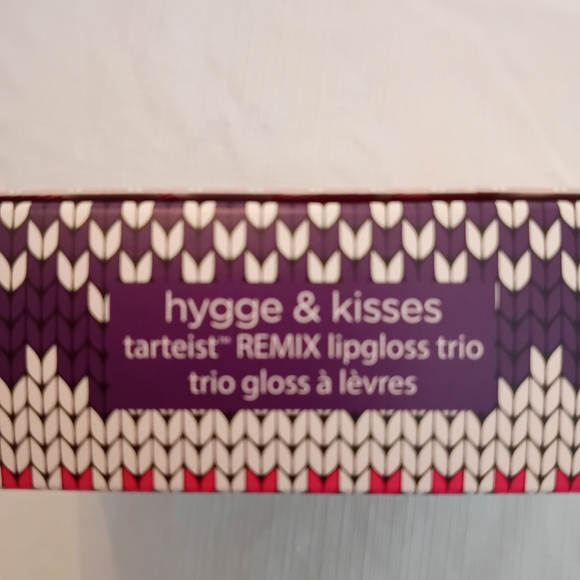 hygge & kisses
tarteist™ REMIX lipgloss trio
trio gloss à lèvres